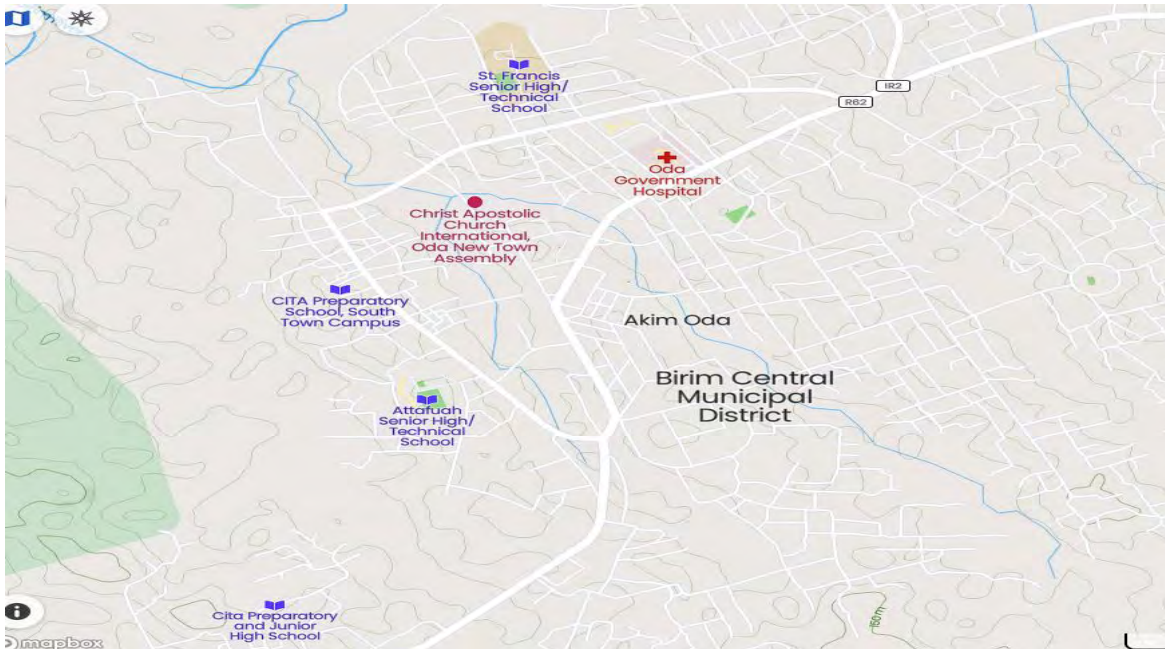 St. Francis
Senior High/
Technical
School
IR2
R62
Oda
Government
Hospital
Christ Apostolic
Church
International,
Oda New Town
Assembly
CITA Preparatory
School, South
Town Campus
Akim Oda
Birim Central
Municipal
District
Attafuah
Senior High/
Technical
School
Cita Preparatory
and Junior
High School
150m
mapbox